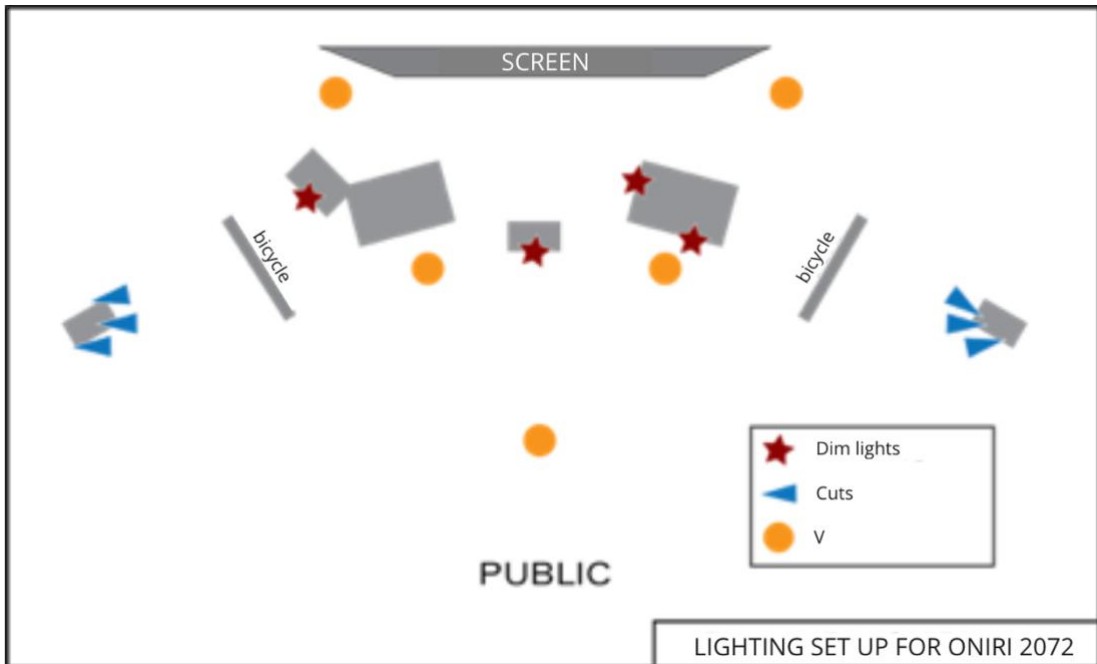 SCREEN
bicycle
bicycle
Dim lights
Cuts
V
PUBLIC
LIGHTING SET UP FOR ONIRI 2072